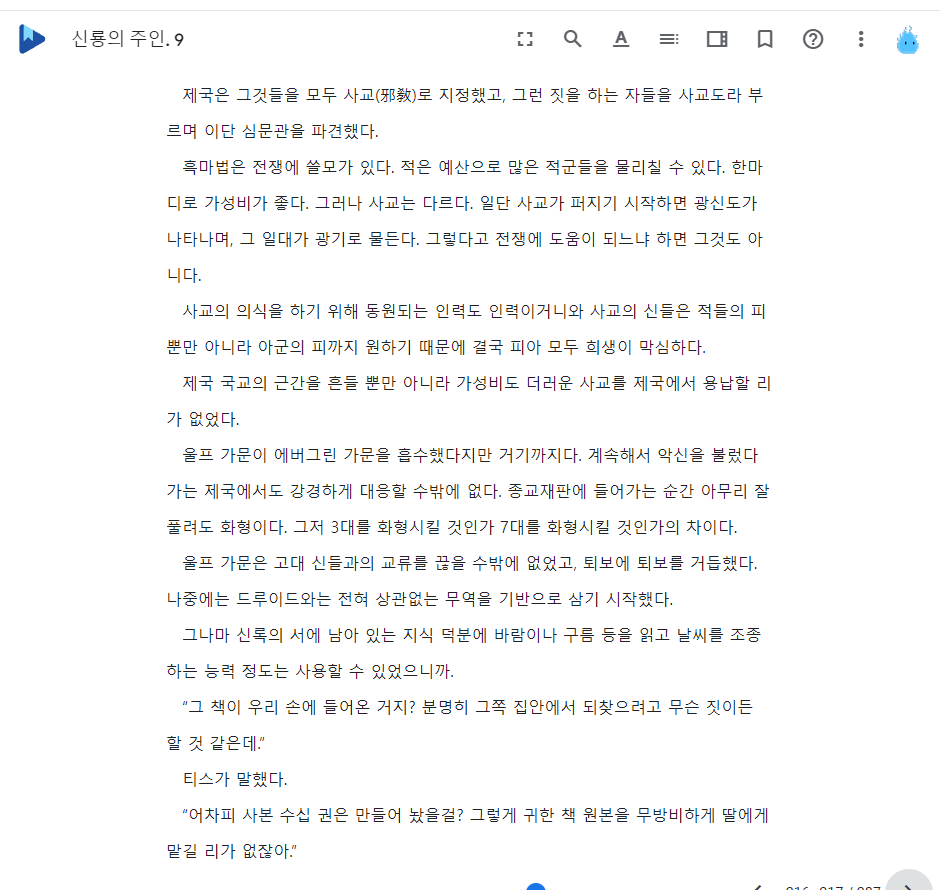 신룡의 주인. 9
제국은 그것들을 모두 사교(邪敎)로 지정했고, 그런 짓을 하는 자들을 사교도라 부
르며 이단 심문관을 파견했다.
흑마법은 전쟁에 쓸모가 있다. 적은 예산으로 많은 적군들을 물리칠 수 있다. 한마
디로 가성비가 좋다. 그러나 사교는 다르다. 일단 사교가 퍼지기 시작하면 광신도가
나타나며, 그 일대가 광기로 물든다. 그렇다고 전쟁에 도움이 되느냐 하면 그것도 아
니다.
사교의 의식을 하기 위해 동원되는 인력도 인력이거니와 사교의 신들은 적들의 피
뿐만 아니라 아군의 피까지 원하기 때문에 결국 피아 모두 희생이 막심하다.
제국 국교의 근간을 흔들 뿐만 아니라 가성비도 더러운 사교를 제국에서 용납할 리
가 없었다.
울프 가문이 에버그린 가문을 흡수했다지만 거기까지다. 계속해서 악신을 불렀다
가는 제국에서도 강경하게 대응할 수밖에 없다. 종교재판에 들어가는 순간 아무리 잘
풀려도 화형이다. 그저 3대를 화형시킬 것인가 7대를 화형시킬 것인가의 차이다.
울프 가문은 고대 신들과의 교류를 끊을 수밖에 없었고, 퇴보에 퇴보를 거듭했다.
나중에는 드루이드와는 전혀 상관없는 무역을 기반으로 삼기 시작했다.
그나마 신록의 서에 남아 있는 지식 덕분에 바람이나 구름 등을 읽고 날씨를 조종
하는 능력 정도는 사용할 수 있었으니까.
“그 책이 우리 손에 들어온 거지? 분명히 그쪽 집안에서 되찾으려고 무슨 짓이든
할 것 같은데.”
티스가 말했다.
“어차피 사본 수십 권은 만들어 놨을걸? 그렇게 귀한 책 원본을 무방비하게 딸에게
맡길 리가 없잖아.”